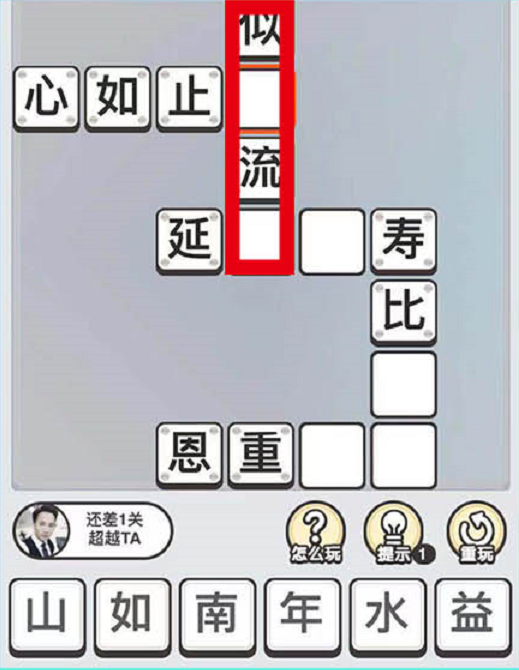 似
心如止
流
延 寿
比
恩重
还差1关
超越TA
怎么玩 提示 1 重玩
山如南年水益